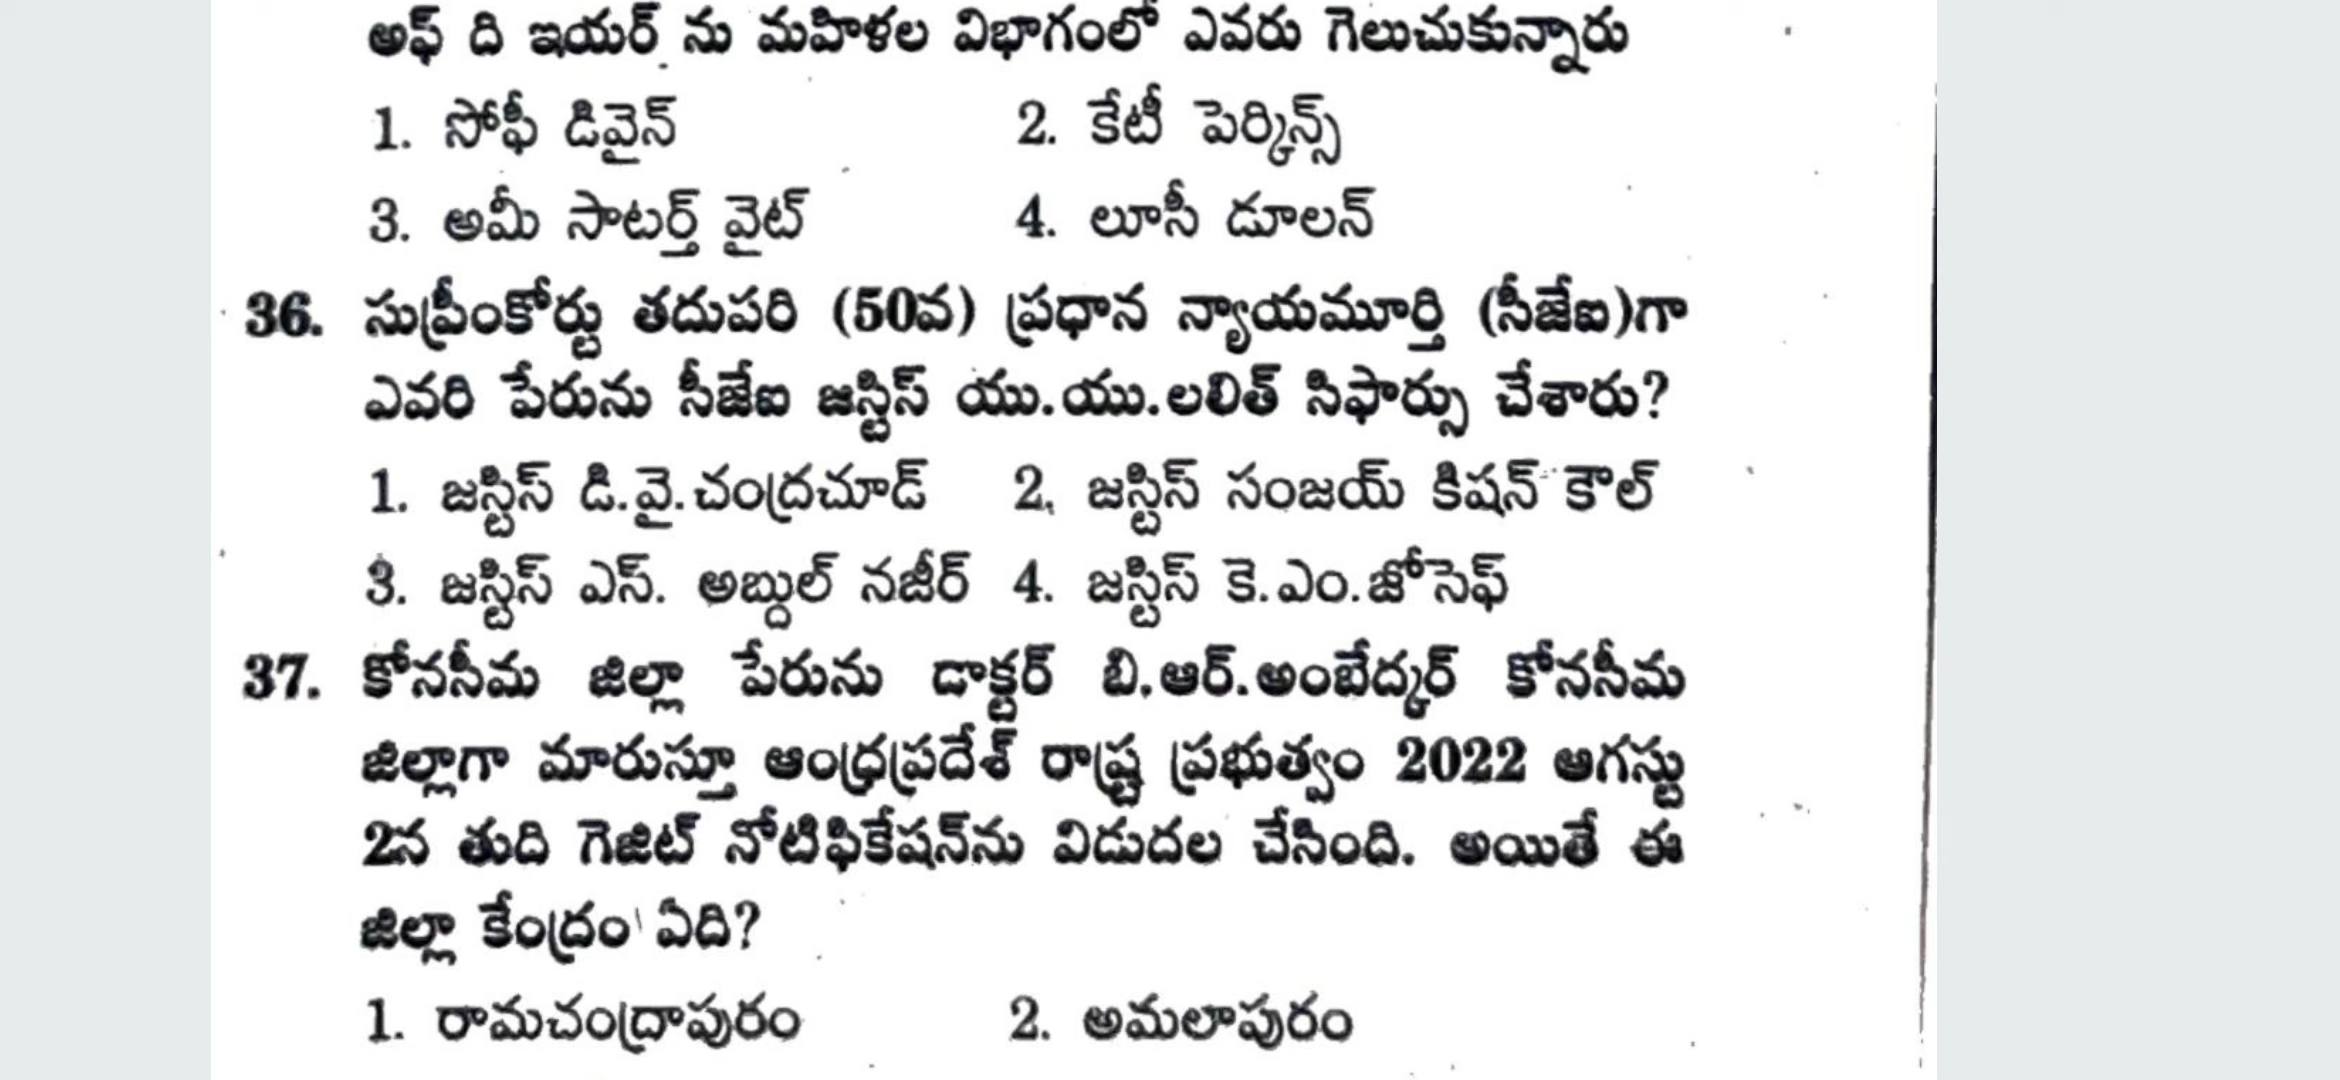 అఫ్ ది ఇయర్ ను మహిళల విభాగంలో ఎవరు గెలుచుకున్నారు
1. సోఫీ డివైన్ 2. కేటీ పెర్కిన్స్
3. అమీ సాటర్త్ వైట్ 4. లూసీ డూలన్
36. సుప్రీంకోర్టు తదుపరి (50వ) ప్రధాన న్యాయమూర్తి (సీజేఐ)గా
ఎవరి పేరును సీజేఐ జస్టిస్ యు.యు.లలిత్ సిఫార్సు చేశారు?
1. జస్టిస్ డి.వై.చంద్రచూడ్ 2. జస్టిస్ సంజయ్ కిషన్ కౌల్
3. జస్టిస్ ఎస్. అబ్దుల్ నజీర్ 4. జస్టిస్ కె.ఎం.జోసెఫ్
37. కోనసీమ జిల్లా పేరును డాక్టర్ బి.ఆర్.అంబేద్కర్ కోనసీమ
జిల్లాగా మారుస్తూ ఆంధ్రప్రదేశ్ రాష్ట్ర ప్రభుత్వం 2022 ఆగస్టు
2న తుది గెజిట్ నోటిఫికేషన్‌ను విడుదల చేసింది. అయితే ఈ
జిల్లా కేంద్రం ఏది?
1. రామచంద్రాపురం 2. అమలాపురం